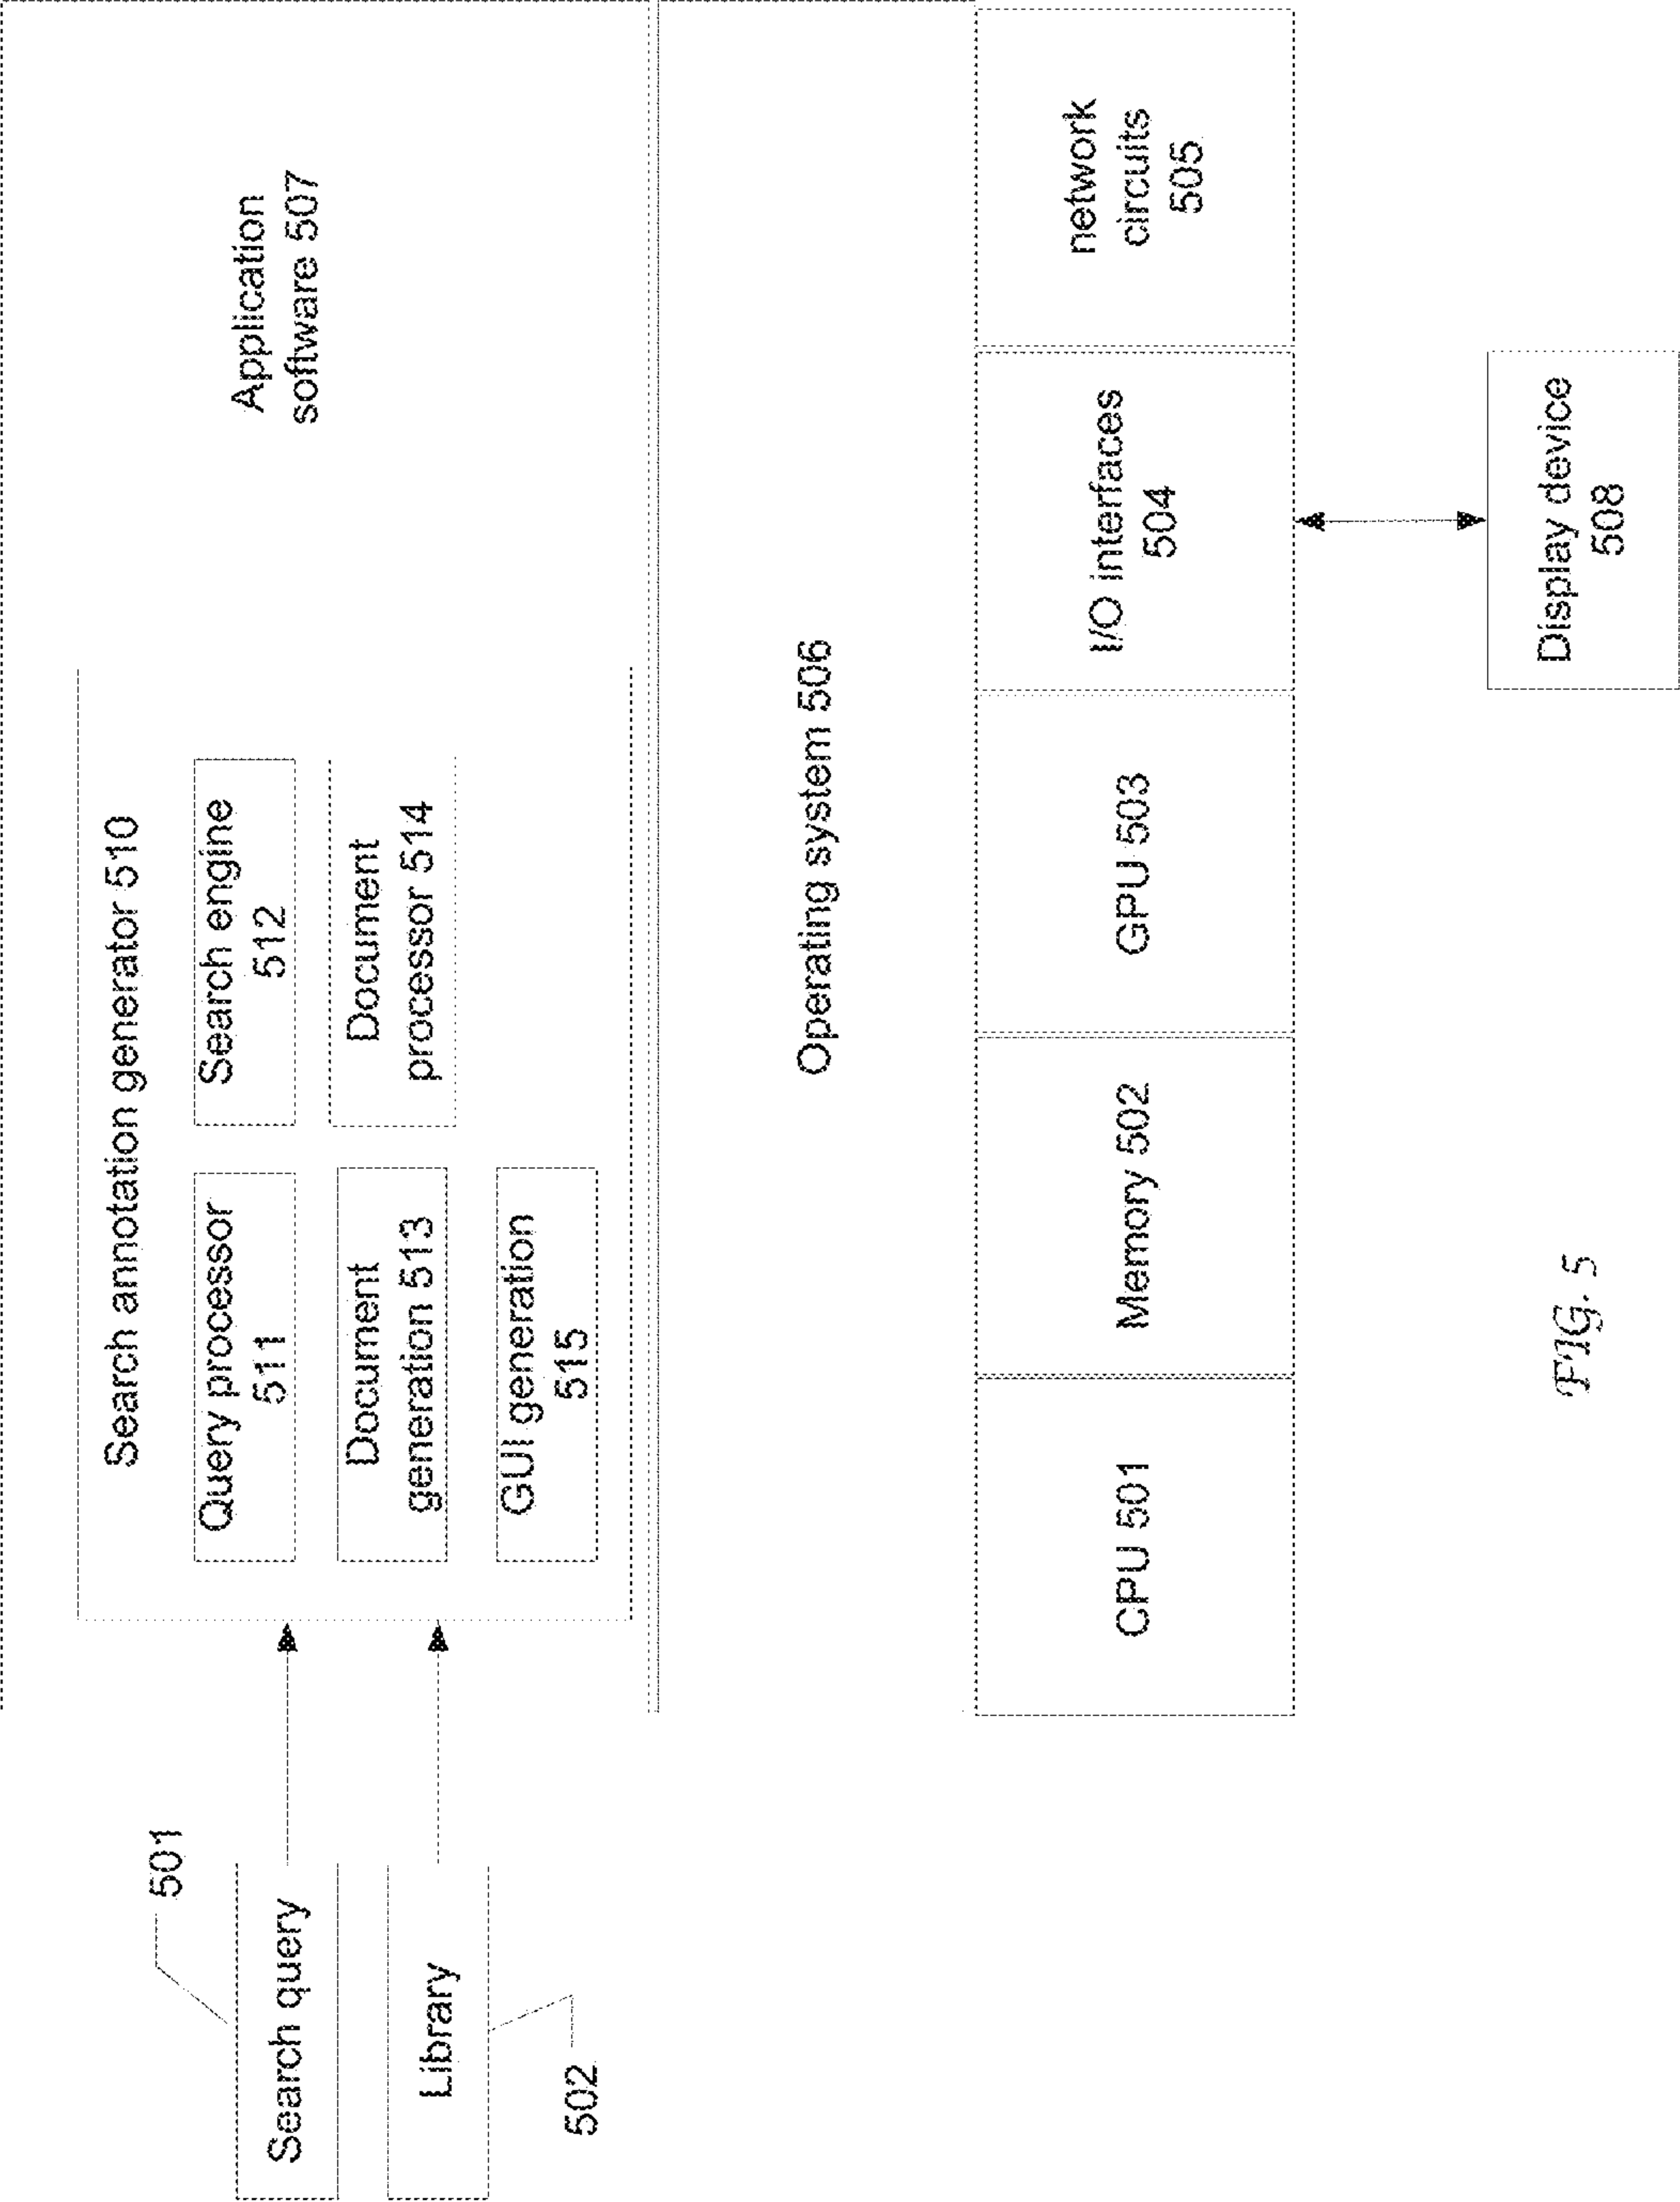 Search annotation generator 510
Query processor
511
Search engine
512
Document
generation 513
Document
processor 514
GUI generation
515
Application
software 507
501
Search query
Library
502
Operating system 506
CPU 501
Memory 502
GPU 503
I/O interfaces
504
network
circuits
505
Display device
508
FIG. 5